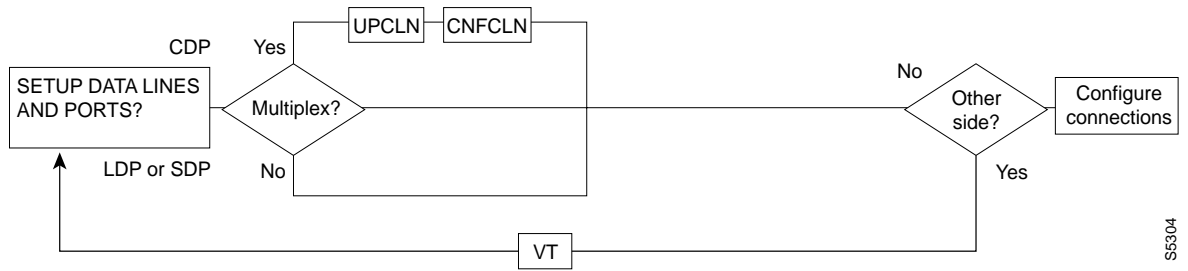 UPCLN
CNFCLN
CDP
Yes
SETUP DATA LINES
AND PORTS?
Multiplex?
No
Other
side?
Configure
connections
LDP or SDP
No
Yes
VT
S5304